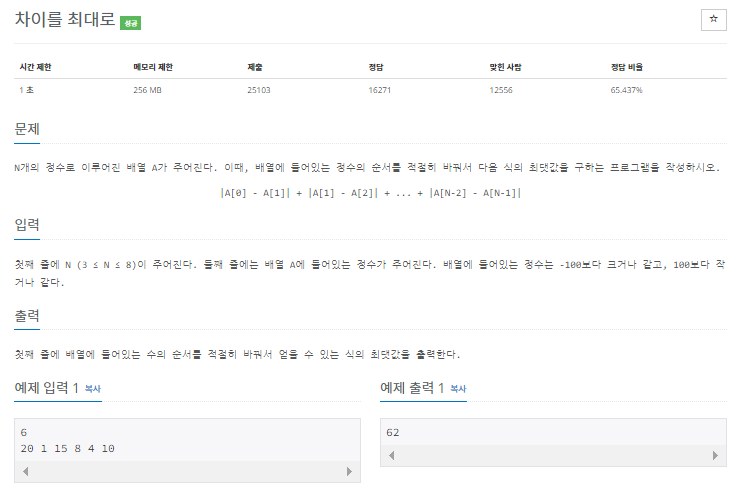 차이를 최대로 성공
☆
시간 제한 메모리 제한 제출 정답 맞힌 사람 정답 비율
1 초 256 MB 25103 16271 12556 65.437%
문제
N개의 정수로 이루어진 배열 A가 주어진다. 이때, 배열에 들어있는 정수의 순서를 적절히 바꿔서 다음 식의 최댓값을 구하는 프로그램을 작성하시오.
|A[0] - A[1]| + |A[1] - A[2]| + ... + |A[N-2] - A[N-1]|
입력
첫째 줄에 N (3 ≤ N ≤ 8)이 주어진다. 둘째 줄에는 배열 A에 들어있는 정수가 주어진다. 배열에 들어있는 정수는 -100보다 크거나 같고, 100보다 작
거나 같다.
출력
첫째 줄에 배열에 들어있는 수의 순서를 적절히 바꿔서 얻을 수 있는 식의 최댓값을 출력한다.
예제 입력 1 복사
6
20 1 15 8 4 10
예제 출력 1 복사
62